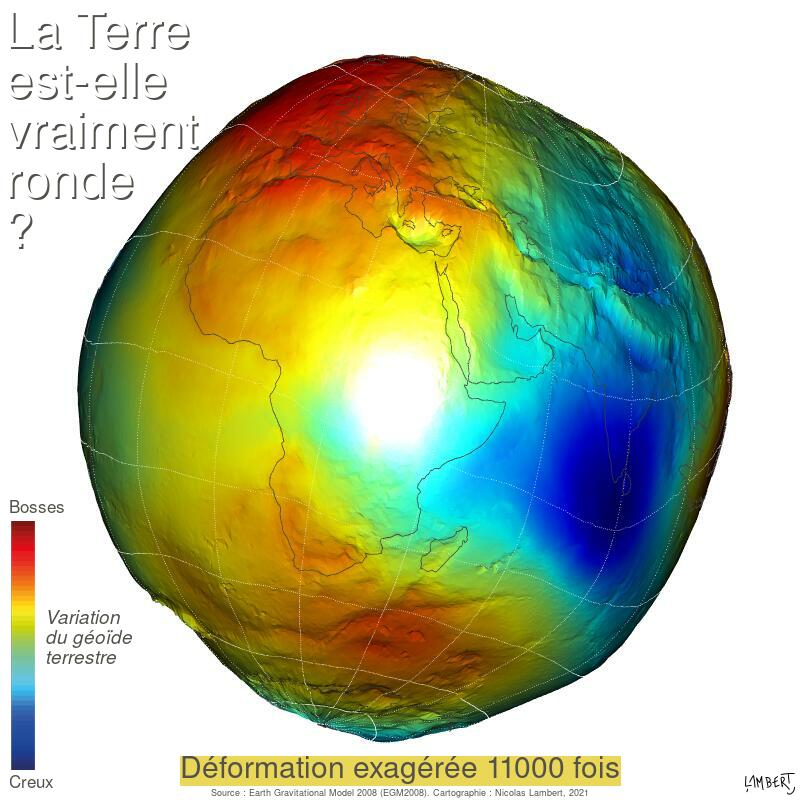 La Terre
est-elle
vraiment
ronde
?
Bosses
Variation
du géoïde
terrestre
Creux
Déformation exagérée 11000 fois
Source : Earth Gravitational Model 2008 (EGM2008). Cartographie : Nicolas Lambert, 2021
LAMBERT